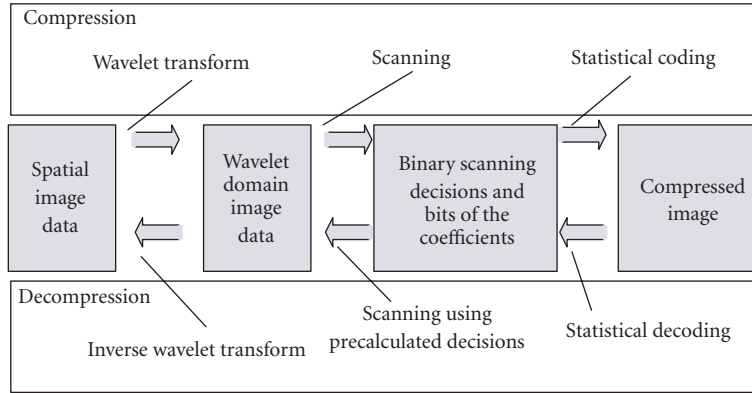 Compression
Wavelet transform
Scanning
Statistical coding
Spatial
image
data
Wavelet
domain
image
data
Binary scanning
decisions and
bits of the
coefficients
Compressed
image
Decompression
Inverse wavelet transform
Scanning using
precalculated decisions
Statistical decoding